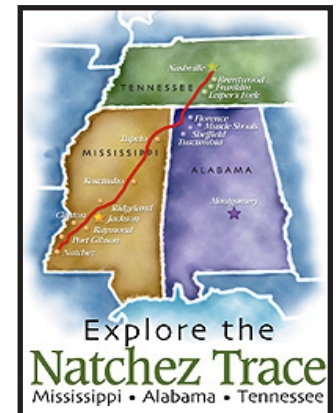 Nashville
Brentwood
Franklin
Leiper's Fork
TENNESSEE
Florence
Muscle Shoals
Sheffield
Tuscumbia
Tupelo
MISSISSIPPI
ALABAMA
Kosciusko
Ridgeland
Clinton
Jackson
Raymond
Montgomery
Port Gibson
Natchez
Explore the
Natchez Trace
Mississippi • Alabama • Tennessee